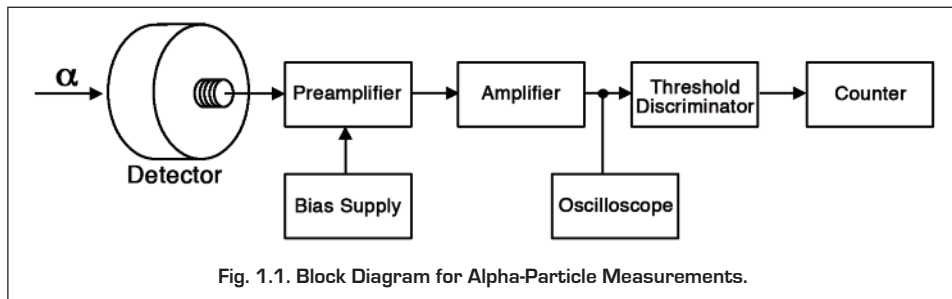 α
Detector
Preamplifier
Amplifier
Threshold
Discriminator
Counter
Bias Supply
Oscilloscope
Fig. 1.1. Block Diagram for Alpha-Particle Measurements.